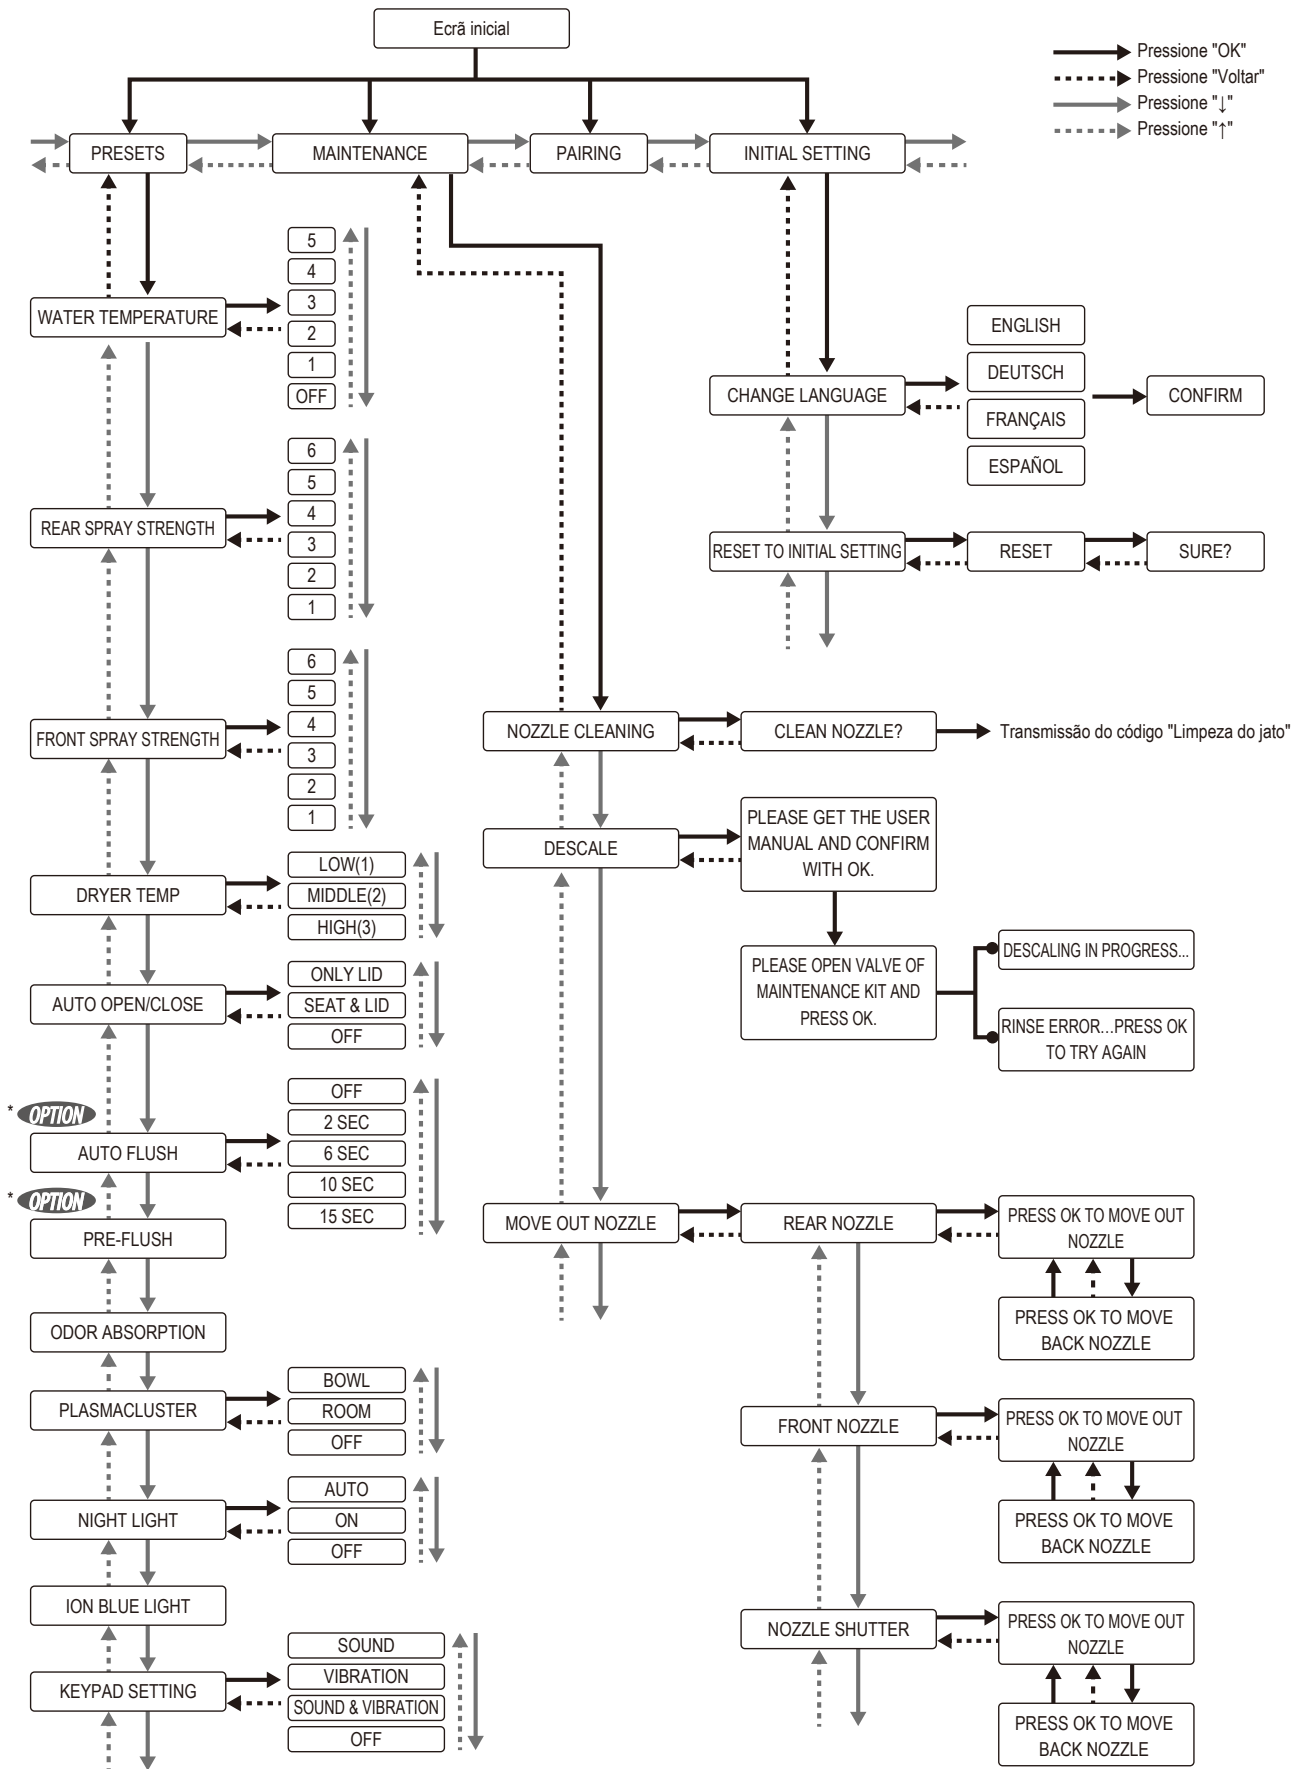 Ecrã inicial
Pressione "OK"
Pressione "Voltar"
Pressione "↓"
Pressione "↑"
PRESETS
MAINTENANCE
PAIRING
INITIAL SETTING
WATER TEMPERATURE
5
4
3
2
1
OFF
REAR SPRAY STRENGTH
6
5
4
3
2
1
FRONT SPRAY STRENGTH
6
5
4
3
2
1
DRYER TEMP
LOW(1)
MIDDLE(2)
HIGH(3)
AUTO OPEN/CLOSE
ONLY LID
SEAT & LID
OFF
* OPTION
AUTO FLUSH
OFF
2 SEC
6 SEC
10 SEC
15 SEC
* OPTION
PRE-FLUSH
ODOR ABSORPTION
PLASMACLUSTER
BOWL
ROOM
OFF
NIGHT LIGHT
AUTO
ON
OFF
ION BLUE LIGHT
KEYPAD SETTING
SOUND
VIBRATION
SOUND & VIBRATION
OFF
NOZZLE CLEANING
CLEAN NOZZLE?
Transmissão do código "Limpeza do jato"
DESCALE
PLEASE GET THE USER
MANUAL AND CONFIRM
WITH OK.
PLEASE OPEN VALVE OF
MAINTENANCE KIT AND
PRESS OK.
DESCALING IN PROGRESS...
RINSE ERROR...PRESS OK
TO TRY AGAIN
MOVE OUT NOZZLE
REAR NOZZLE
PRESS OK TO MOVE OUT
NOZZLE
PRESS OK TO MOVE
BACK NOZZLE
FRONT NOZZLE
PRESS OK TO MOVE OUT
NOZZLE
PRESS OK TO MOVE
BACK NOZZLE
NOZZLE SHUTTER
PRESS OK TO MOVE OUT
NOZZLE
PRESS OK TO MOVE
BACK NOZZLE
CHANGE LANGUAGE
ENGLISH
DEUTSCH
FRANÇAIS
ESPAÑOL
CONFIRM
RESET TO INITIAL SETTING
RESET
SURE?